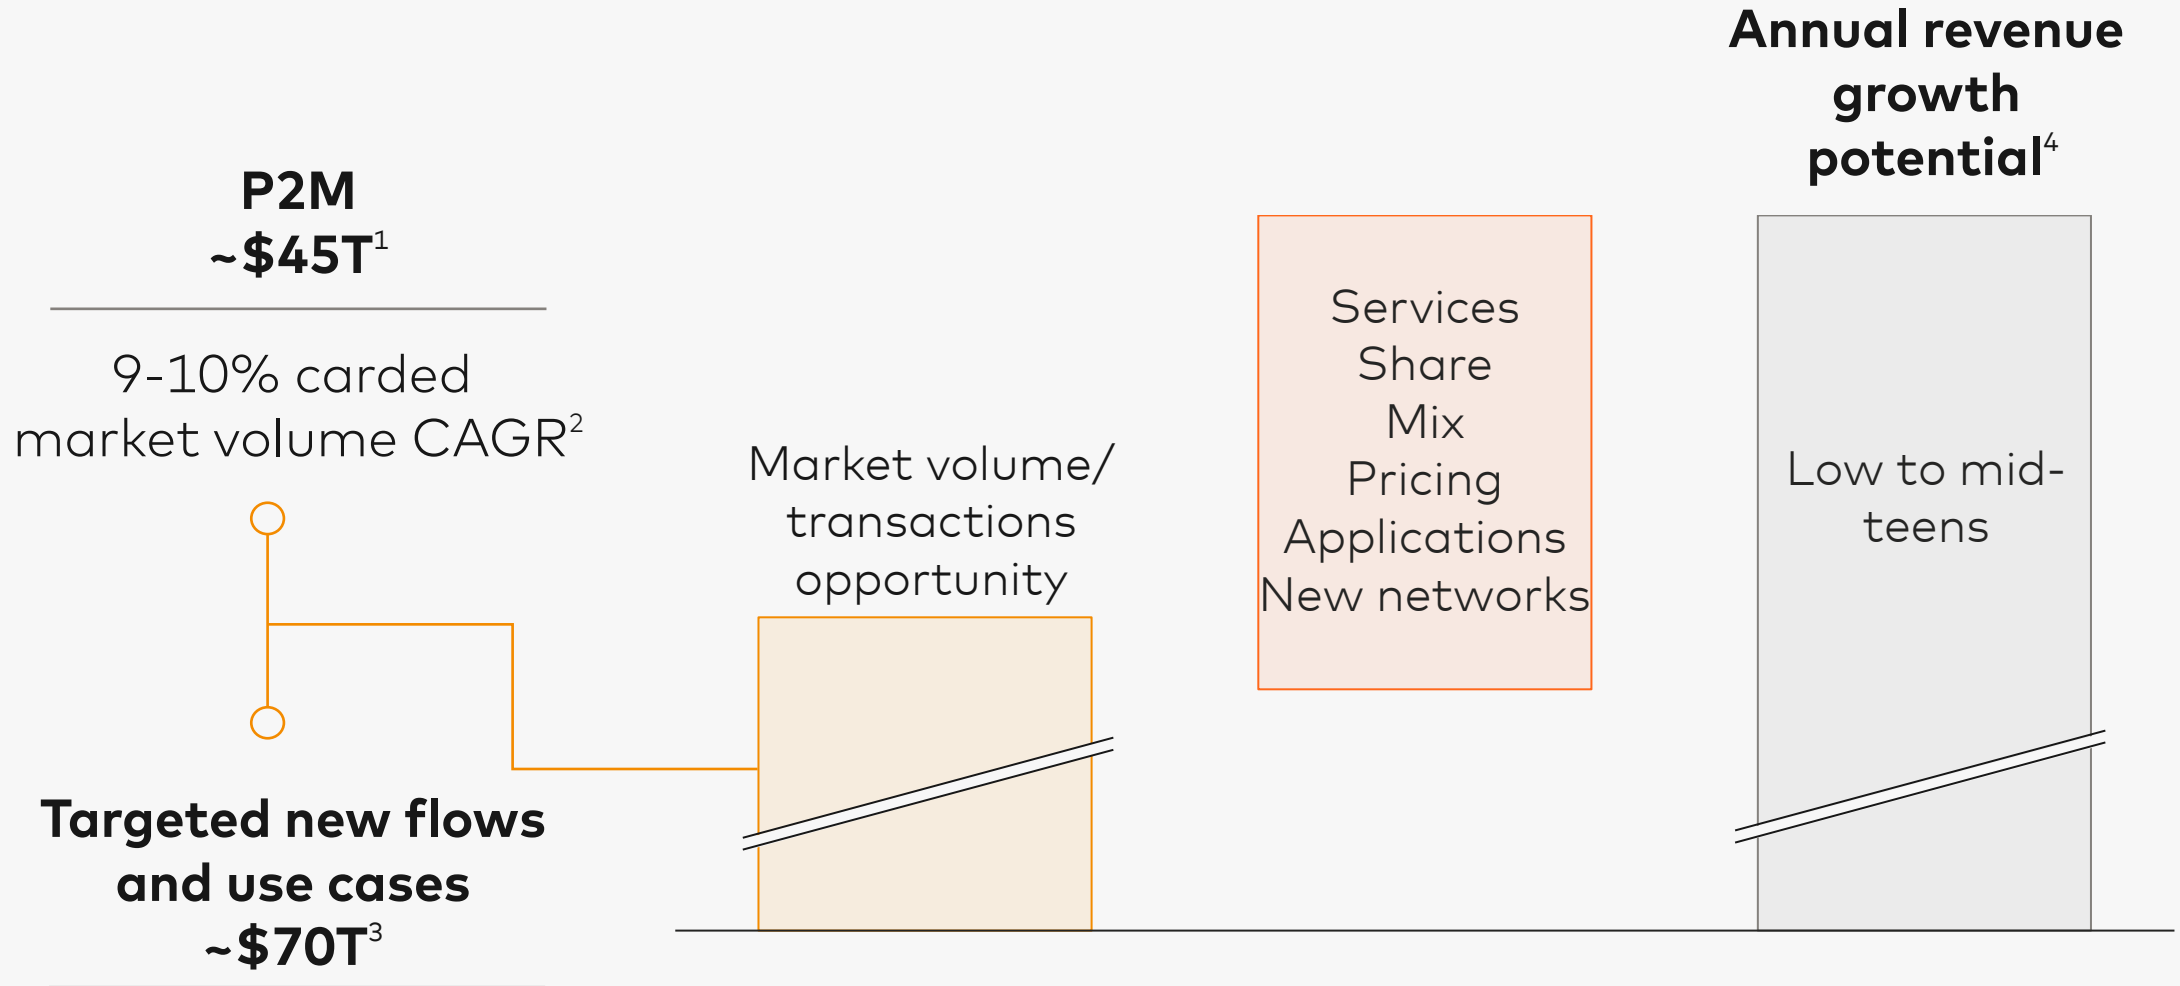 P2M
~$45T1
9-10% carded
market volume CAGR2
Targeted new flows
and use cases
~$70T3
Market volume/
transactions
opportunity
Services
Share
Mix
Pricing
Applications
New networks
Annual revenue
growth
potential4
Low to mid-
teens